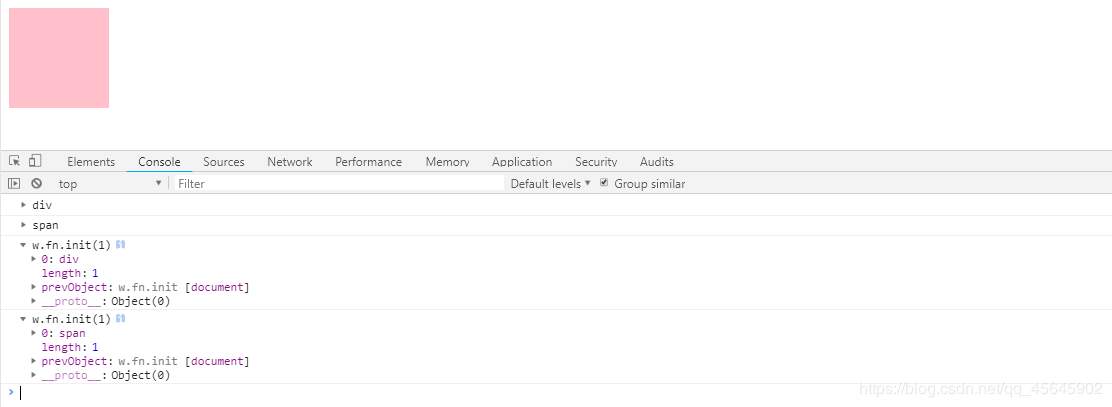 Elements Console Sources Network Performance Memory Application Security Audits
top Filter Default levels Group similar
div
span
w.fn.init(1)
0: div
length: 1
prevObject: w.fn.init [document]
__proto__: Object(0)
w.fn.init(1)
0: span
length: 1
prevObject: w.fn.init [document]
__proto__: Object(0)
https://blog.csdn.net/qq_45645902